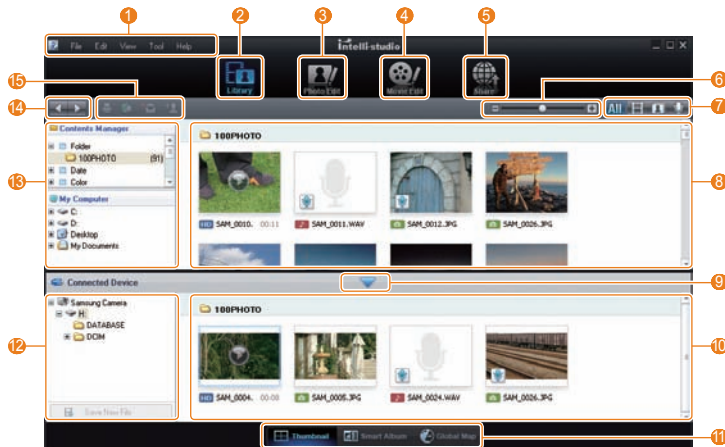 1 2 3 4 5
File Edit View Tool Help
intelli-studio
Library
Photo Edit
Movie Edit
Share
15
6
14
All
7
Contents Manager
Folder
100PHOTO (91)
Date
Color
13
My Computer
C:
D:
Desktop
My Documents
100PHOTO
8
HD SAM_0010. 00:11
SAM_0011.WAV
SAM_0012.JPG
SAM_0026.JPG
Connected Device
9
Samsung Camera
H:
DATABASE
DCIM
12
Save New File
100PHOTO
10
HD SAM_0004. 00:08
SAM_0005.JPG
SAM_0024.WAV
SAM_0026.JPG
Thumbnail Smart Album Global Map
11